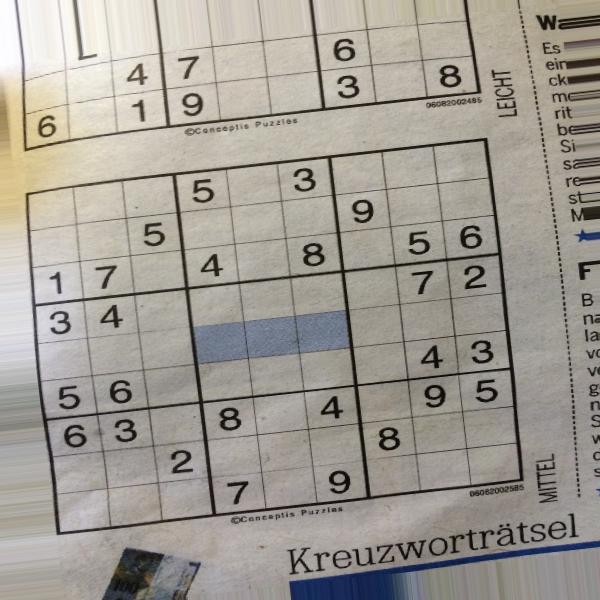 4 7 6
6 1 9 3 8
©Conceptis Puzzles
06082002485
LEICHT
5 3
5 9
1 7 4 8 5 6
3 4 7 2
5 6 4 3
6 3 8 4 9 5
2 8
7 9
©Conceptis Puzzles
06082002585
MITTEL
Kreuzworträtsel
W
Es
ein
ck
m
rit
be
Si
sa
re
st
M
F
B
na
la